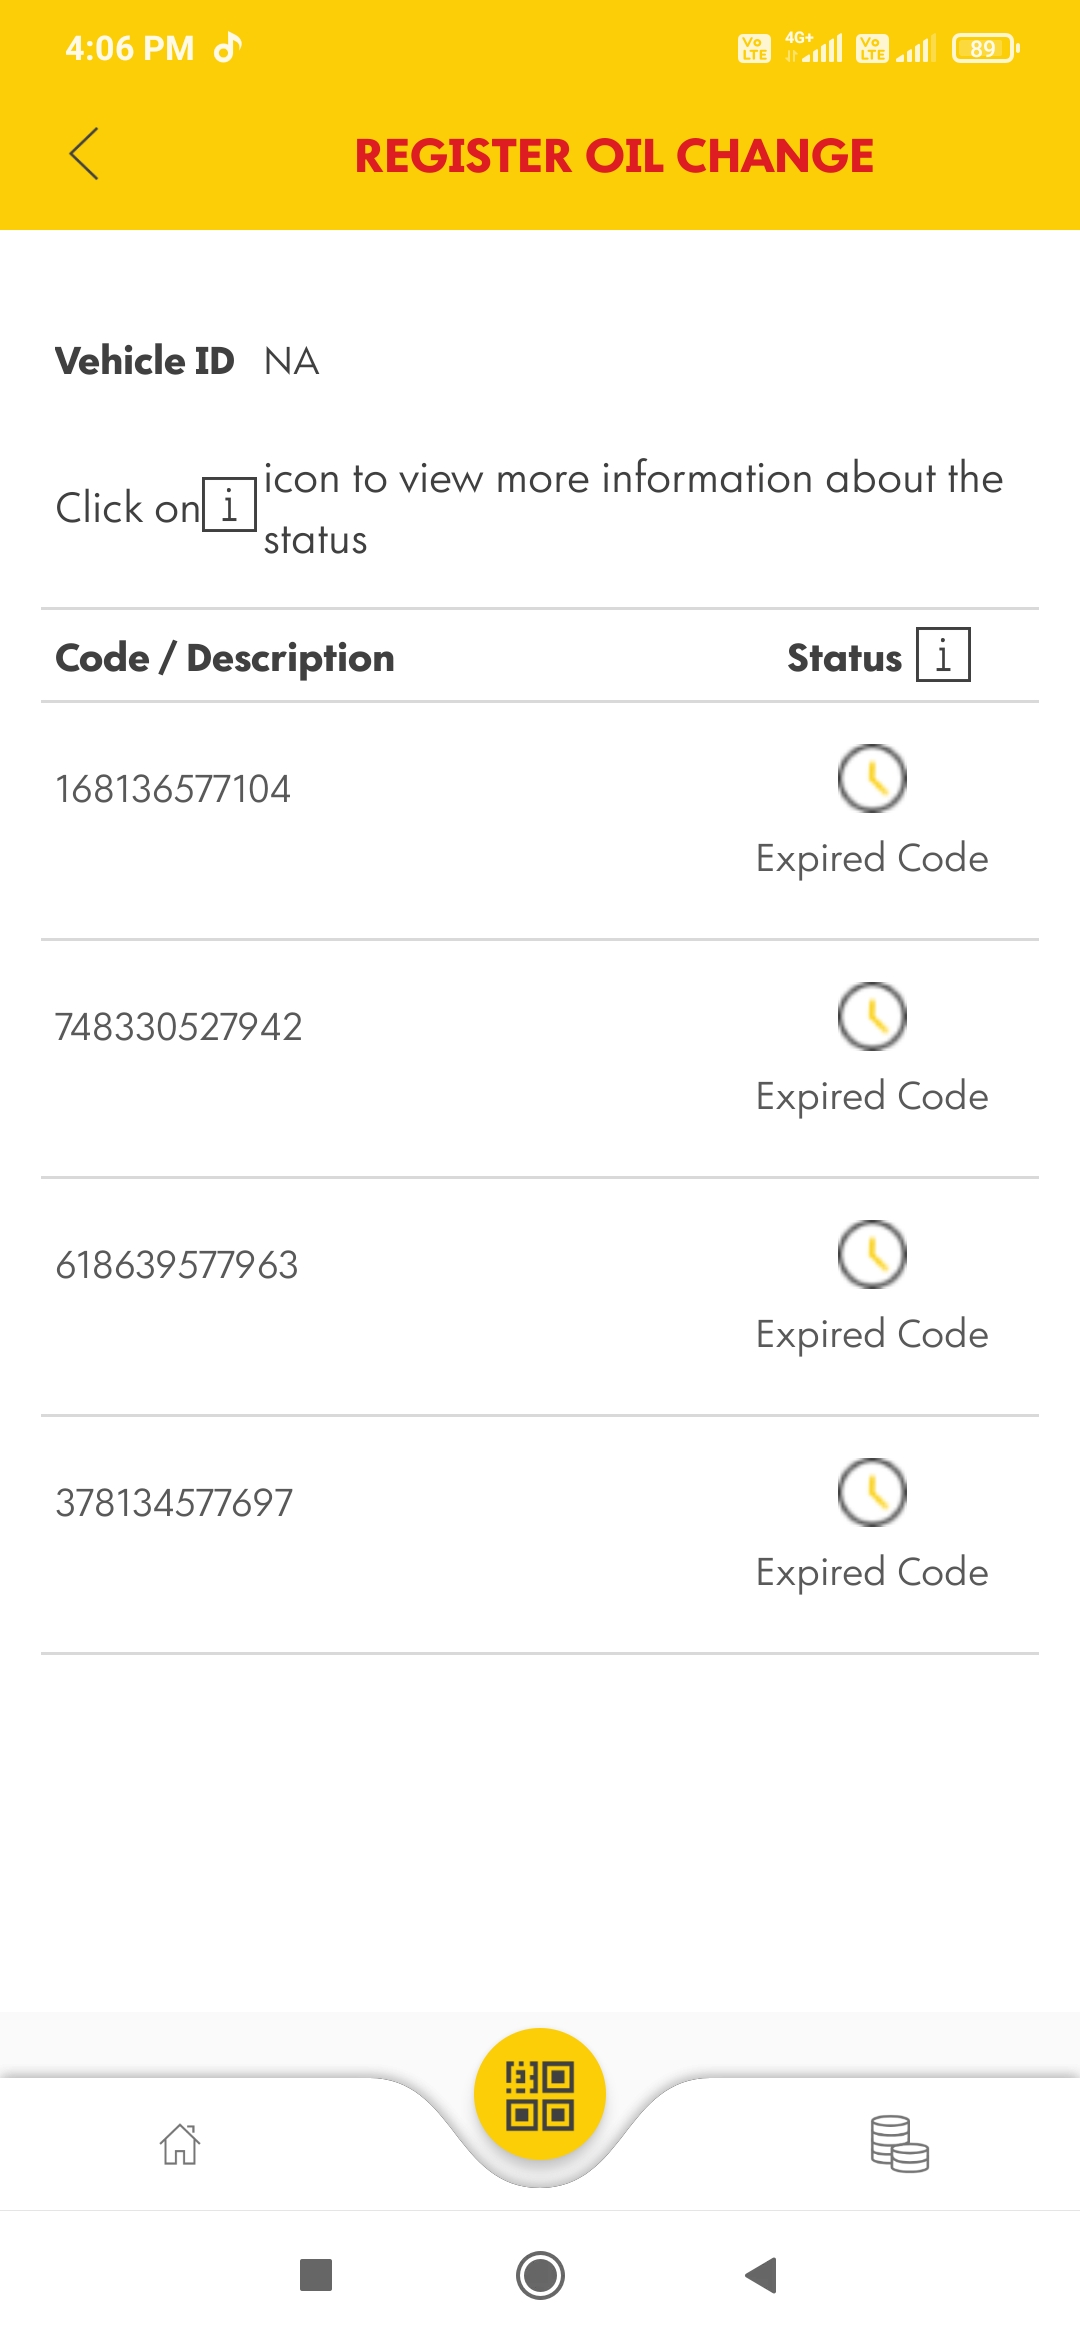 4:06 PM
Vo LTE 4G+ Vo LTE 89
REGISTER OIL CHANGE
Vehicle ID NA
Click on i icon to view more information about the
status
Code / Description Status i
168136577104
Expired Code
748330527942
Expired Code
618639577963
Expired Code
378134577697
Expired Code